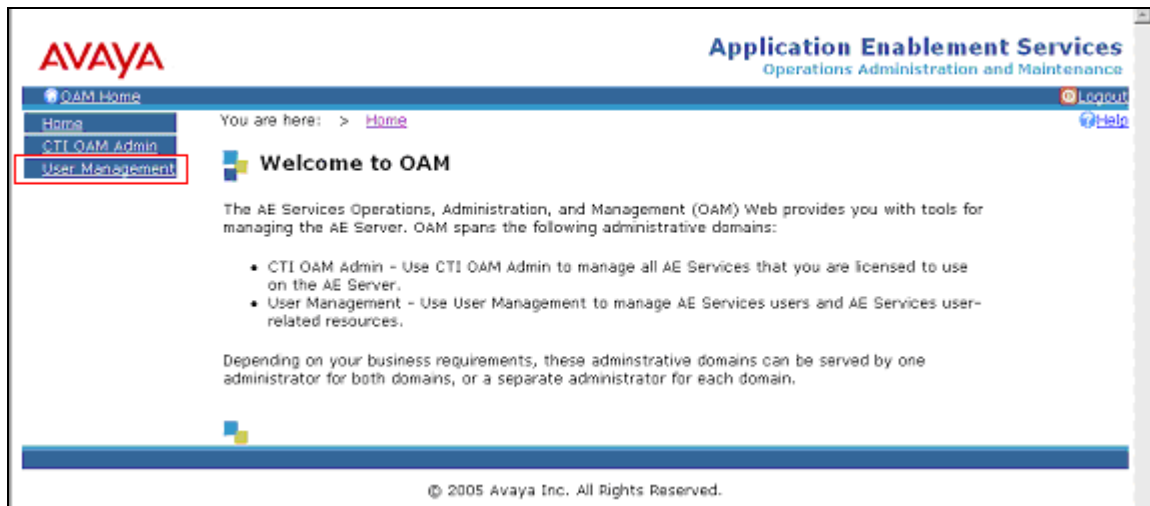 AVAYA
Application Enablement Services
Operations Administration and Maintenance
OAM Home
Logout
Home
You are here: > Home
Help
CTI OAM Admin
User Management
Welcome to OAM
The AE Services Operations, Administration, and Management (OAM) Web provides you with tools for
managing the AE Server. OAM spans the following administrative domains:
• CTI OAM Admin - Use CTI OAM Admin to manage all AE Services that you are licensed to use
on the AE Server.
• User Management - Use User Management to manage AE Services users and AE Services user-
related resources.
Depending on your business requirements, these adminstrative domains can be served by one
administrator for both domains, or a separate administrator for each domain.
© 2005 Avaya Inc. All Rights Reserved.